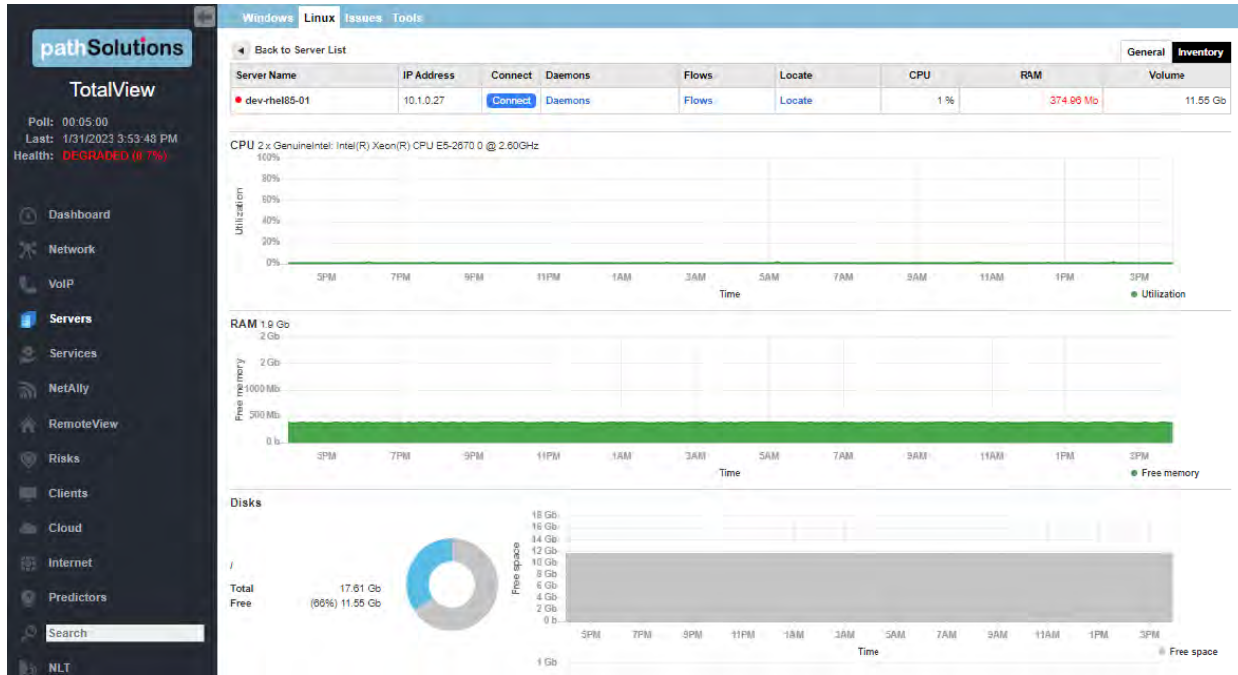 pathSolutions
TotalView
Poll: 00:05:00
Last: 1/31/2023 3:53:48 PM
Health: DEGRADED
Dashboard
Network
VoIP
Servers
Services
NetAlly
RemoteView
Risks
Clients
Cloud
Internet
Predictors
Search
NLT
Windows Linux Issues Tools
Back to Server List
General Inventory
Server Name IP Address Connect Daemons Flows Locate CPU RAM Volume
dev-rhel85-01 10.1.0.27 Connect Daemons Flows Locate 1 % 374.96 Mb 11.55 Gb
CPU 2 x GenuineIntel: Intel(R) Xeon(R) CPU E5-2670 0 @ 2.60GHz
100%
80%
60%
40%
20%
0%
Utilization
5PM 7PM 9PM 11PM 1AM 3AM 5AM 7AM 9AM 11AM 1PM 3PM
Time
Utilization
RAM 1.9 Gb
2 Gb
2 Gb
1000 Mb
500 Mb
0 b
Free memory
5PM 7PM 9PM 11PM 1AM 3AM 5AM 7AM 9AM 11AM 1PM 3PM
Time
Free memory
Disks
/
Total 17.61 Gb
Free (66%) 11.55 Gb
18 Gb
16 Gb
14 Gb
12 Gb
10 Gb
8 Gb
6 Gb
4 Gb
2 Gb
0 b
Free space
5PM 7PM 9PM 11PM 1AM 3AM 5AM 7AM 9AM 11AM 1PM 3PM
Time
Free space
1 Gb